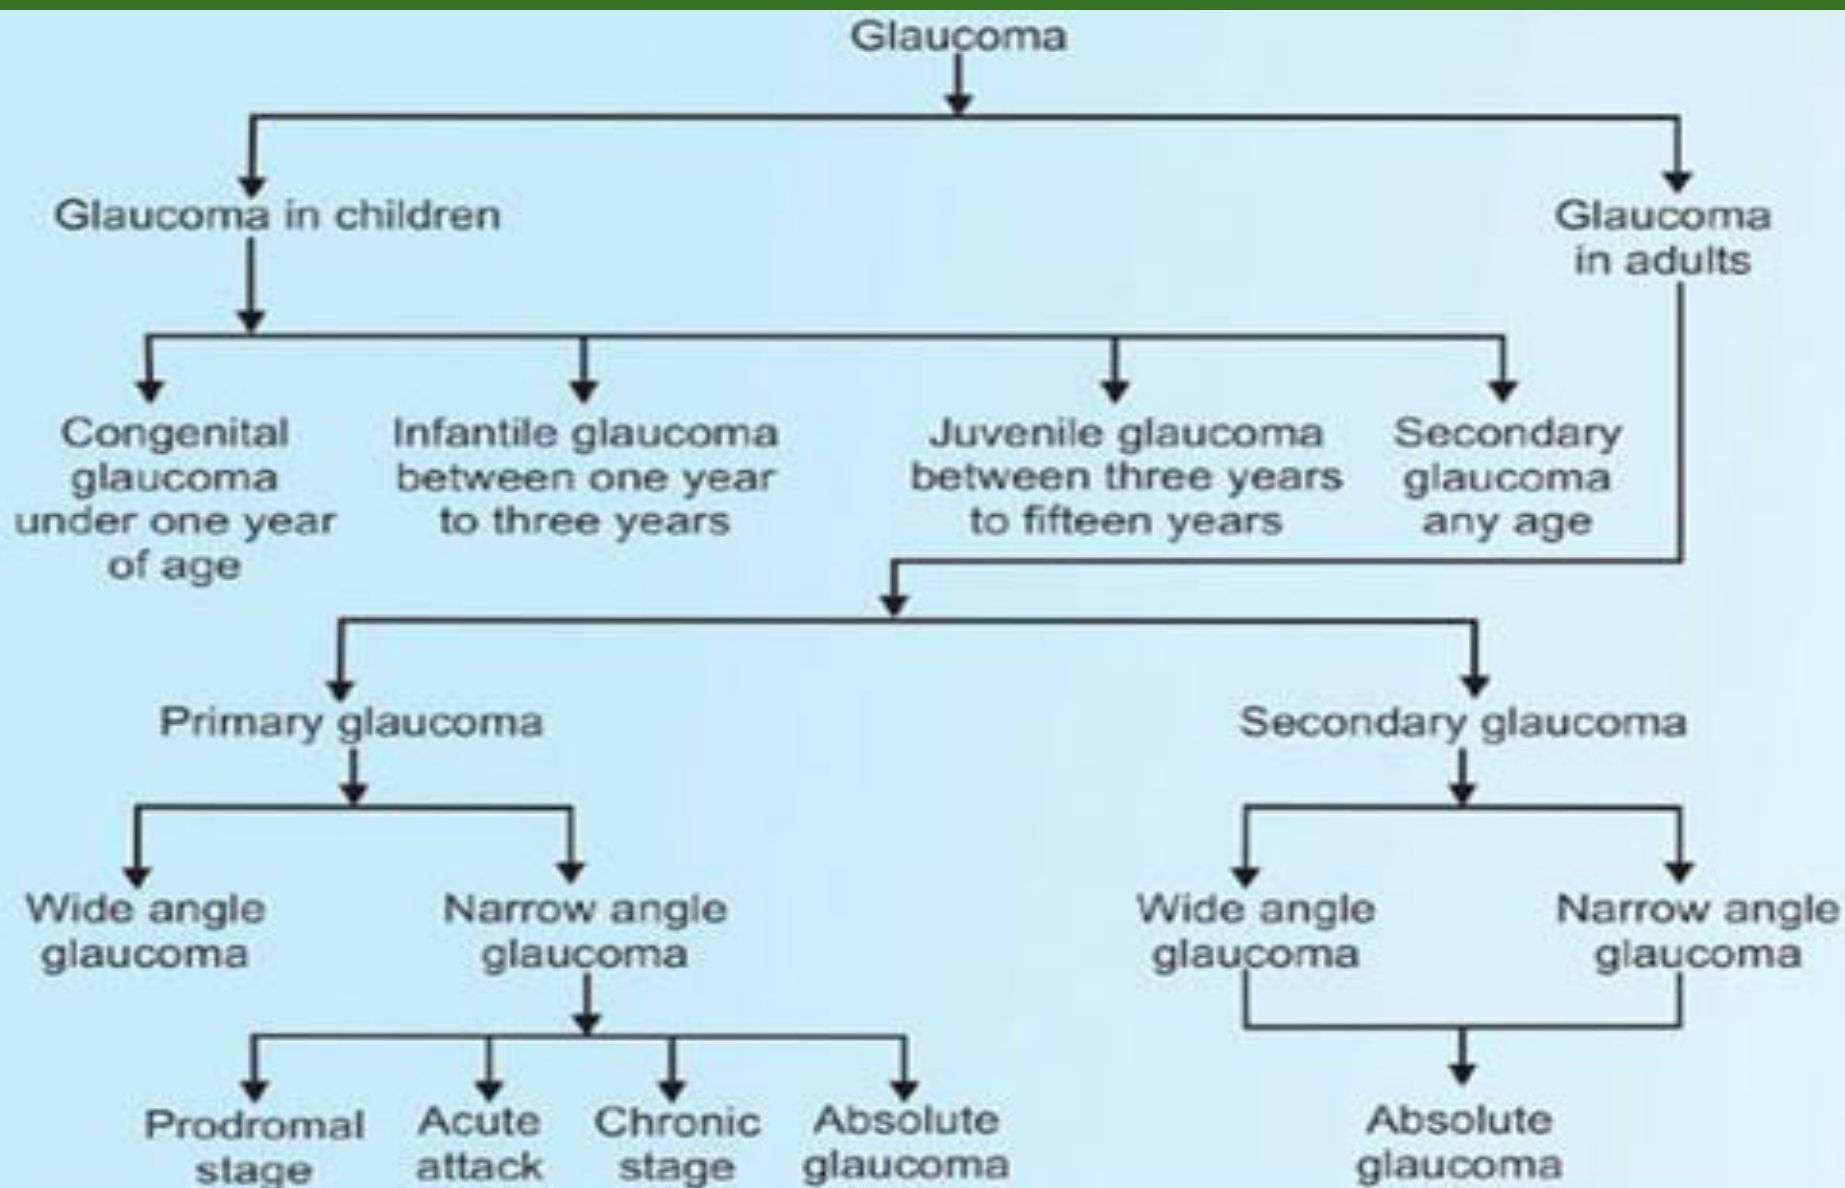 Glaucoma
Glaucoma in children
Glaucoma
in adults
Congenital
glaucoma
under one year
of age
Infantile glaucoma
between one year
to three years
Juvenile glaucoma
between three years
to fifteen years
Secondary
glaucoma
any age
Primary glaucoma
Secondary glaucoma
Wide angle
glaucoma
Narrow angle
glaucoma
Wide angle
glaucoma
Narrow angle
glaucoma
Prodromal
stage
Acute
attack
Chronic
stage
Absolute
glaucoma
Absolute
glaucoma